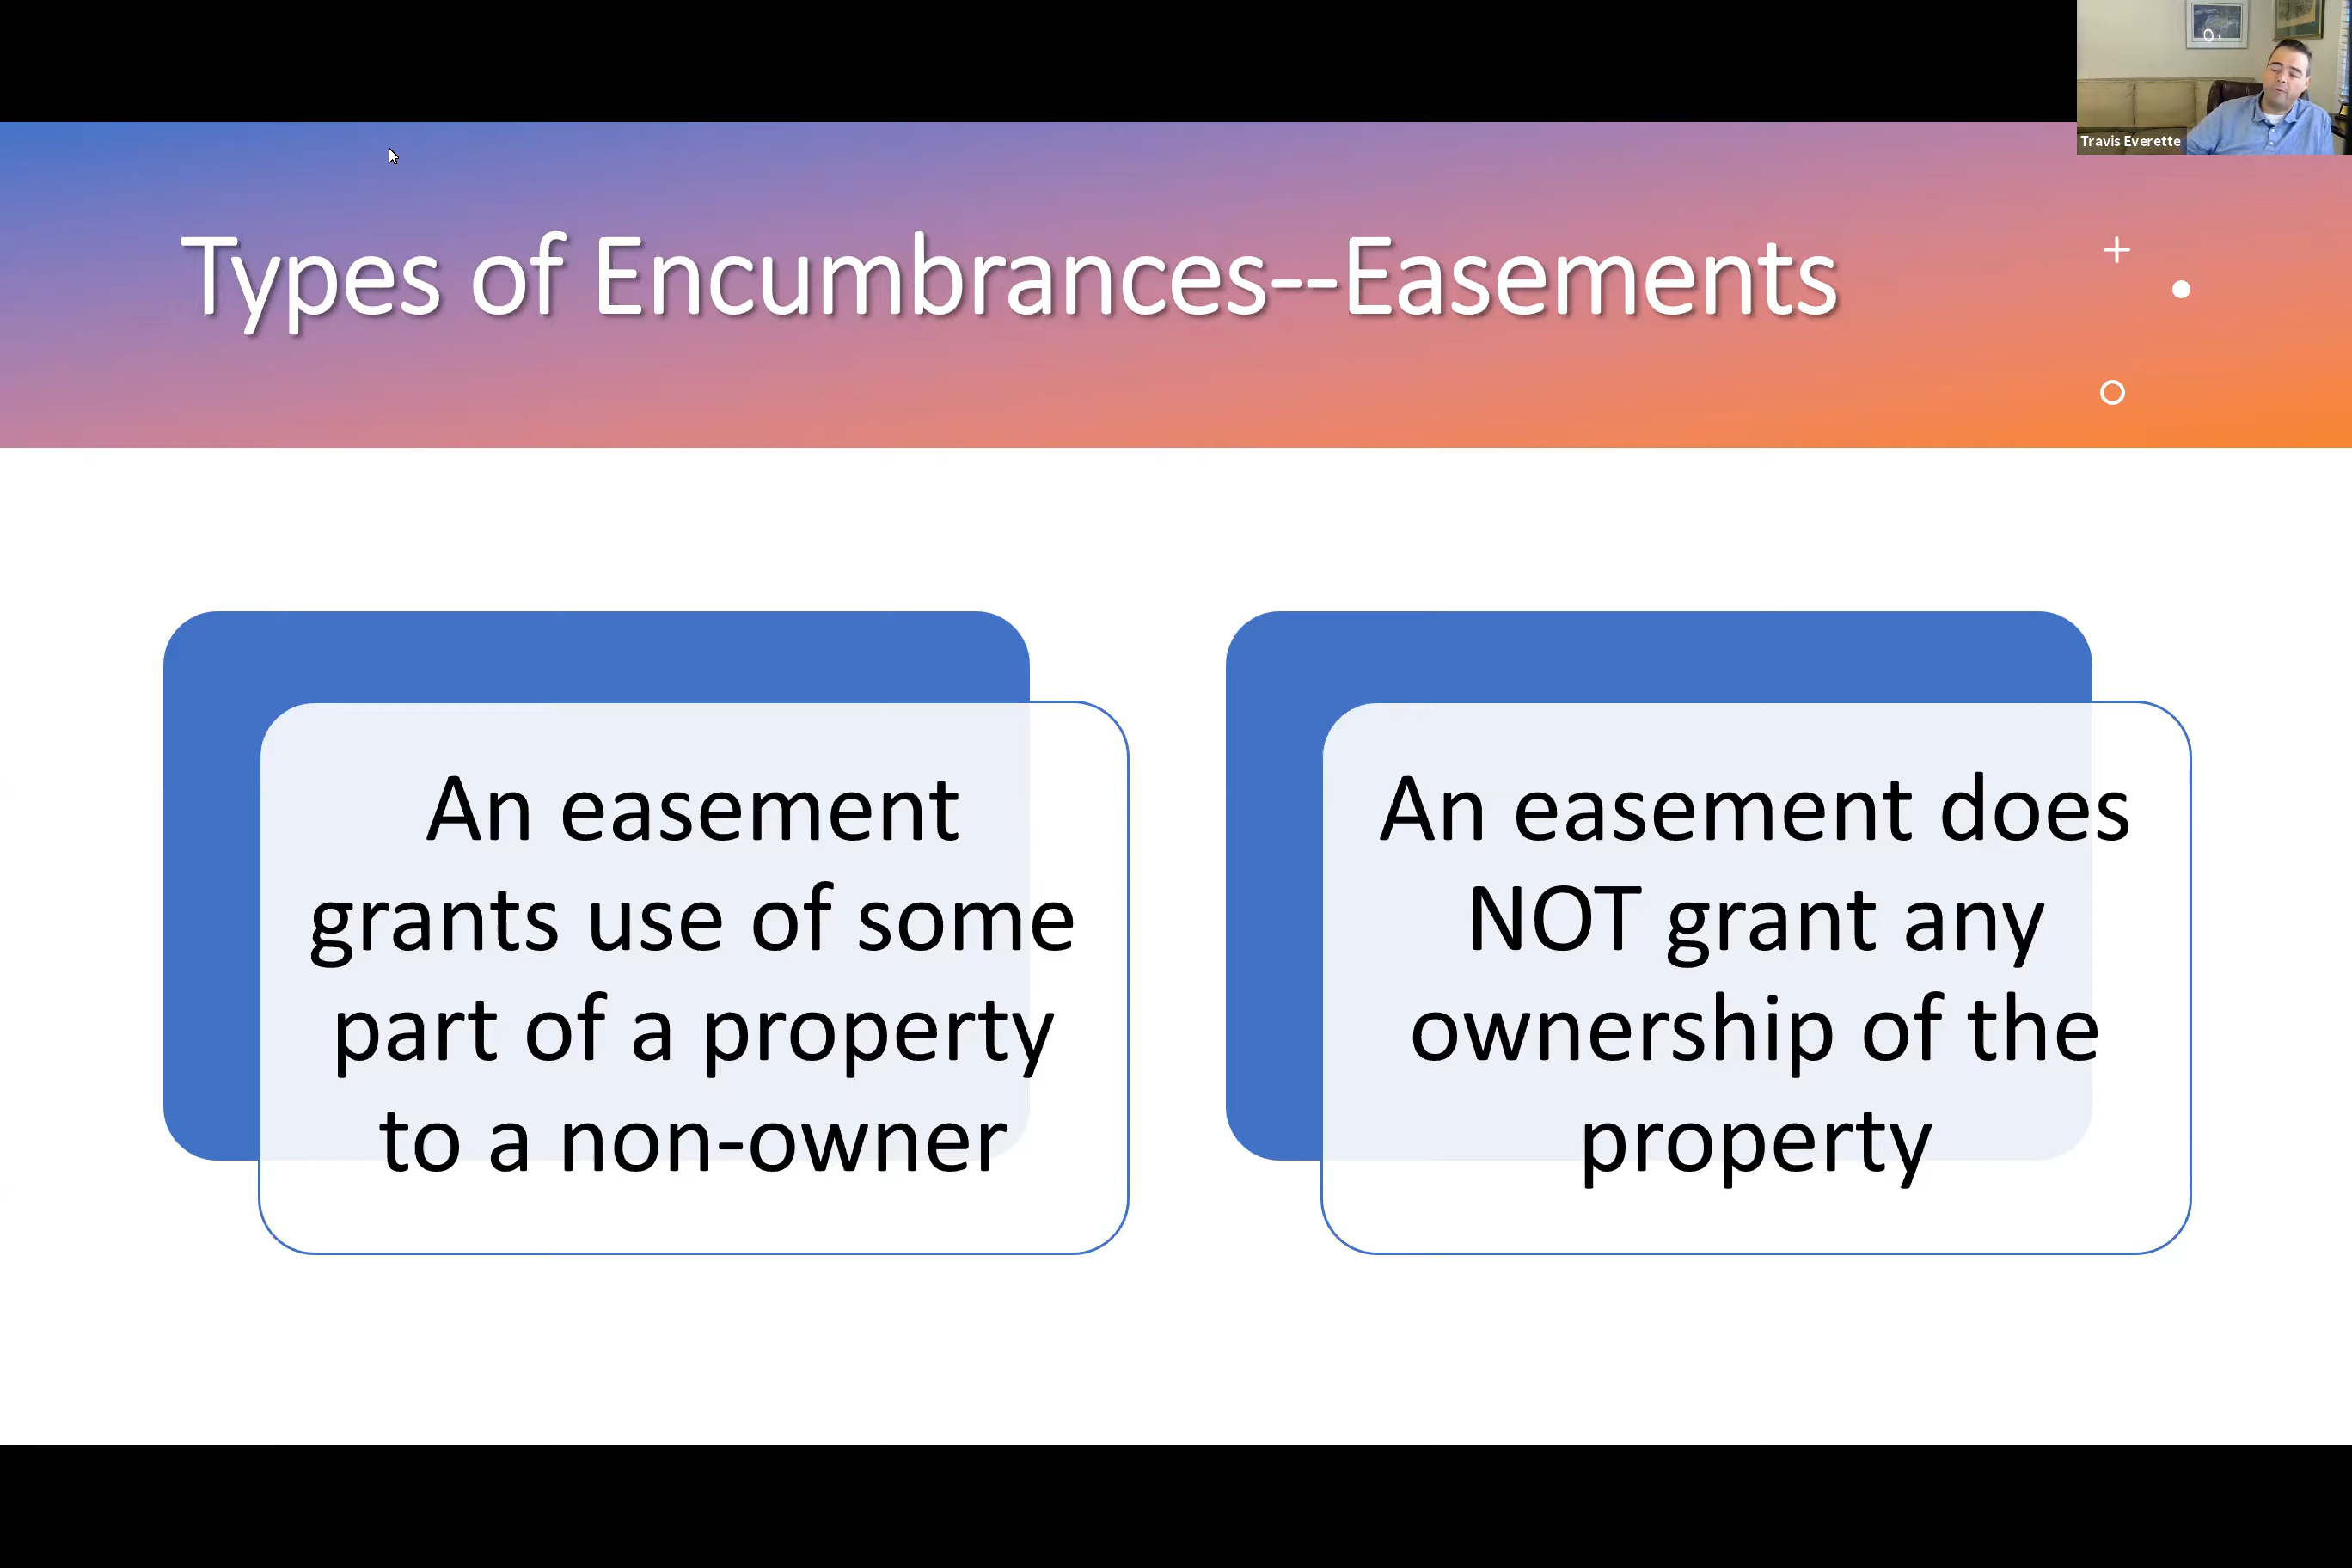 Travis Everette
Types of Encumbrances--Easements
An easement
grants use of some
part of a property
to a non-owner
An easement does
NOT grant any
ownership of the
property